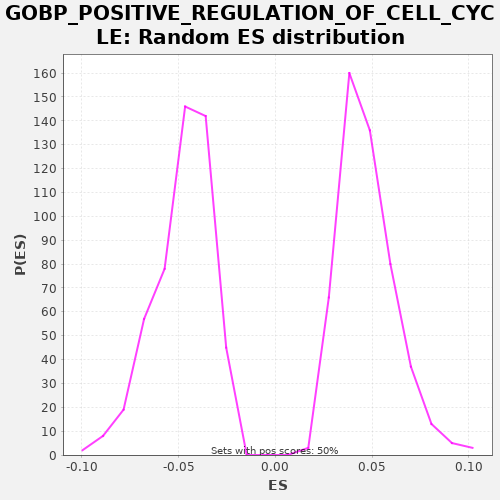 GOBP_POSITIVE_REGULATION_OF_CELL_CYC
LE: Random ES distribution
160
150
140
130
120
110
100
90
80
70
60
50
40
30
20
10
0
P(ES)
Sets with pos scores: 50%
-0.10 -0.05 0.00 0.05 0.10
ES